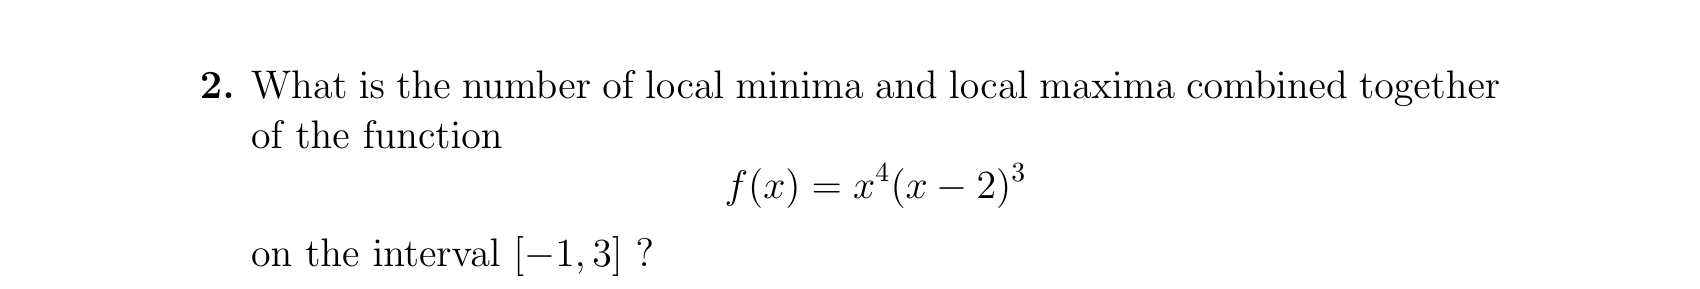 2. What is the number of local minima and local maxima combined together
of the function
f(x) = x⁴(x − 2)³
on the interval [−1, 3] ?